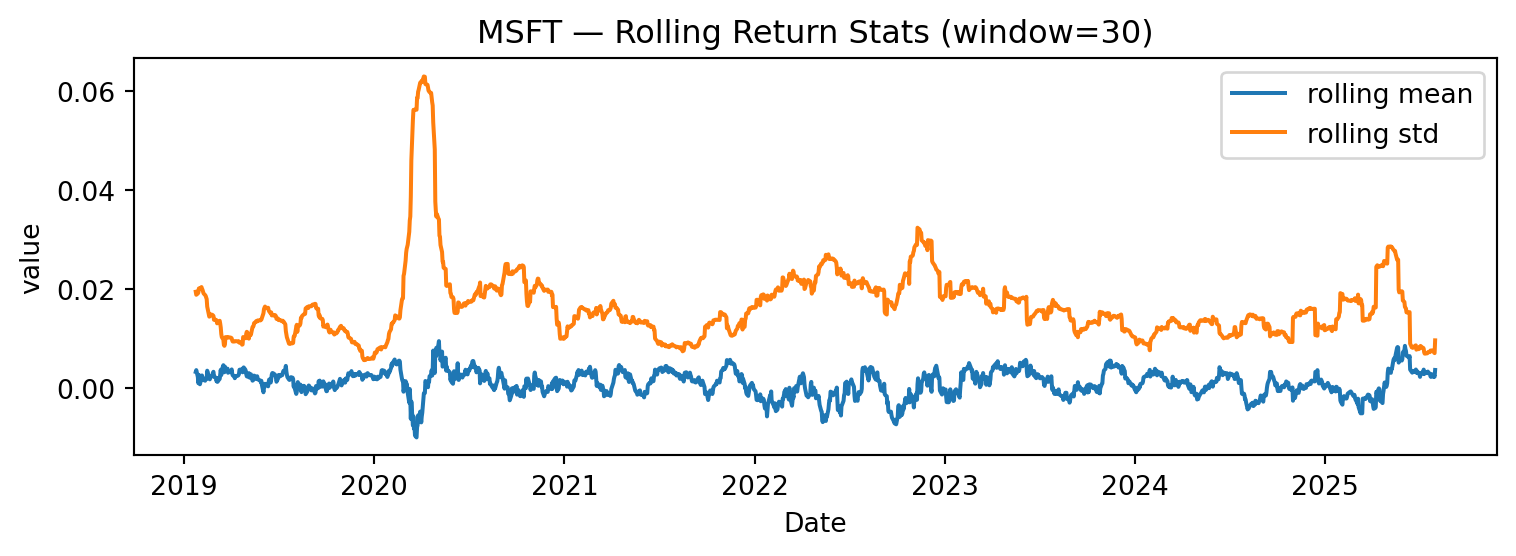 MSFT — Rolling Return Stats (window=30)
rolling mean
rolling std
value
0.06
0.04
0.02
0.00
2019 2020 2021 2022 2023 2024 2025
Date